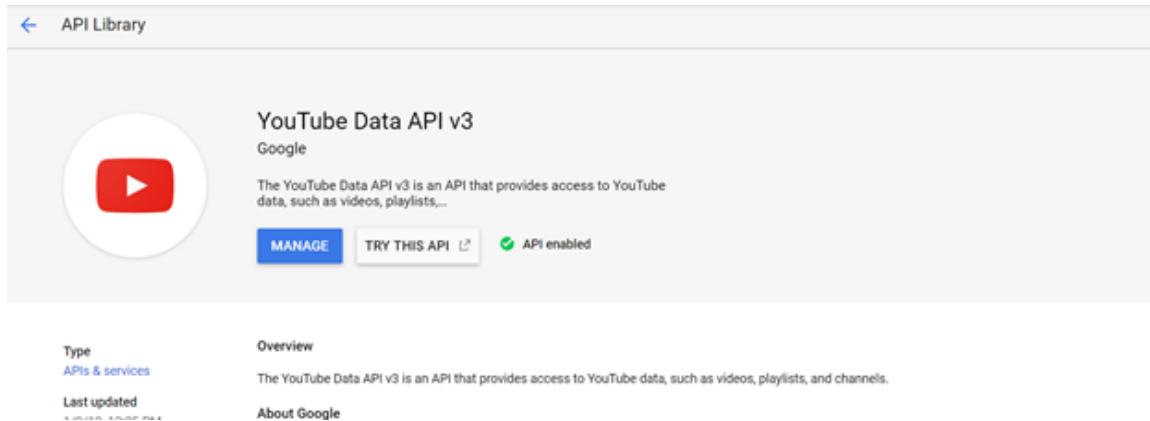 API Library
YouTube Data API v3
Google
The YouTube Data API v3 is an API that provides access to YouTube
data, such as videos, playlists,...
MANAGE
TRY THIS API
API enabled
Type
APIs & services
Last updated
Overview
The YouTube Data API v3 is an API that provides access to YouTube data, such as videos, playlists, and channels.
About Google